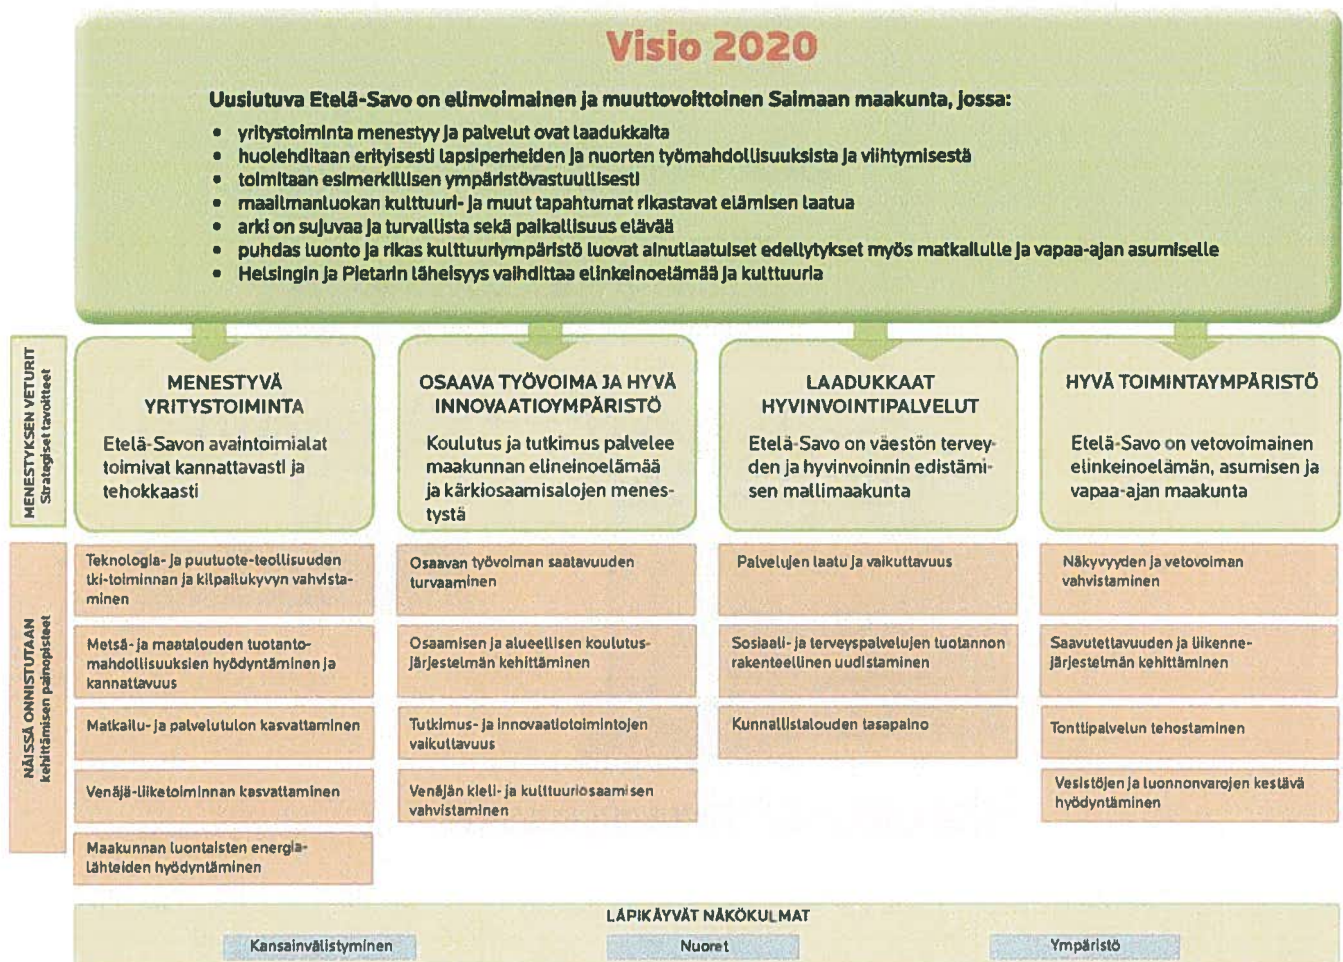 Visio 2020
Uusiutuva Etelä-Savo on elinvoimainen ja muuttovoittoinen Saimaan maakunta, jossa:
• yritystoiminta menestyy ja palvelut ovat laadukkaita
• huolehditaan erityisesti lapsiperheiden ja nuorten työmahdollisuuksista ja viihtymisestä
• toimitaan esimerkillisen ympäristövastuullisesti
• maailmanluokan kulttuuri- ja muut tapahtumat rikastavat elämisen laatua
• arki on sujuvaa ja turvallista sekä paikallisuus elävää
• puhdas luonto ja rikas kulttuuriympäristö luovat ainutlaatuiset edellytykset myös matkailulle ja vapaa-ajan asumiselle
• Helsingin ja Pietarin läheisyys vaihdittaa elinkeinoelämää ja kulttuuria
MENESTYKSEN VETURIT
Strategiset tavoitteet
MENESTYVÄ
YRITYSTOIMINTA
Etelä-Savon avaintoimialat
toimivat kannattavasti ja
tehokkaasti
OSAAVA TYÖVOIMA JA HYVÄ
INNOVAATIOYMPÄRISTÖ
Koulutus ja tutkimus palvelee
maakunnan elineinoelämää
ja kärkiosaamisalojen menes-
tystä
LAADUKKAAT
HYVINVOINTIPALVELUT
Etelä-Savo on väestön tervey-
den ja hyvinvoinnin edistämi-
sen mallimaakunta
HYVÄ TOIMINTAYMPÄRISTÖ
Etelä-Savo on vetovoimainen
elinkeinoelämän, asumisen ja
vapaa-ajan maakunta
NÄISSÄ ONNISTUTAAN
kehittämisen painopisteet
Teknologia- ja puutuote-teollisuuden
tki-toiminnan ja kilpailukyvyn vahvista-
minen
Metsä- ja maatalouden tuotanto-
mahdollisuuksien hyödyntäminen ja
kannattavuus
Matkailu- ja palvelutulon kasvattaminen
Venäjä-liiketoiminnan kasvattaminen
Maakunnan luontaisten energia-
lähteiden hyödyntäminen
Osaavan työvoiman saatavuuden
turvaaminen
Osaamisen ja alueellisen koulutus-
järjestelmän kehittäminen
Tutkimus- ja innovaatiotoimintojen
vaikuttavuus
Venäjän kieli- ja kulttuuriosaamisen
vahvistaminen
Palvelujen laatu ja vaikuttavuus
Sosiaali- ja terveyspalvelujen tuotannon
rakenteellinen uudistaminen
Kunnallistalouden tasapaino
Näkyvyyden ja vetovoiman
vahvistaminen
Saavutettavuuden ja liikenne-
järjestelmän kehittäminen
Tonttipalvelun tehostaminen
Vesistöjen ja luonnonvarojen kestävä
hyödyntäminen
LÄPIKÄYVÄT NÄKÖKULMAT
Kansainvälistyminen
Nuoret
Ympäristö